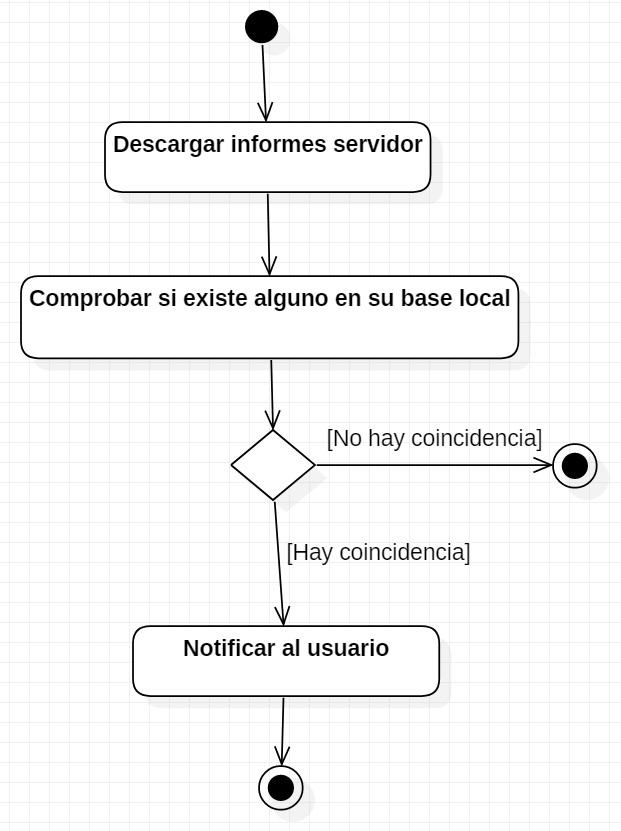 Descargar informes servidor
Comprobar si existe alguno en su base local
[No hay coincidencia]
[Hay coincidencia]
Notificar al usuario